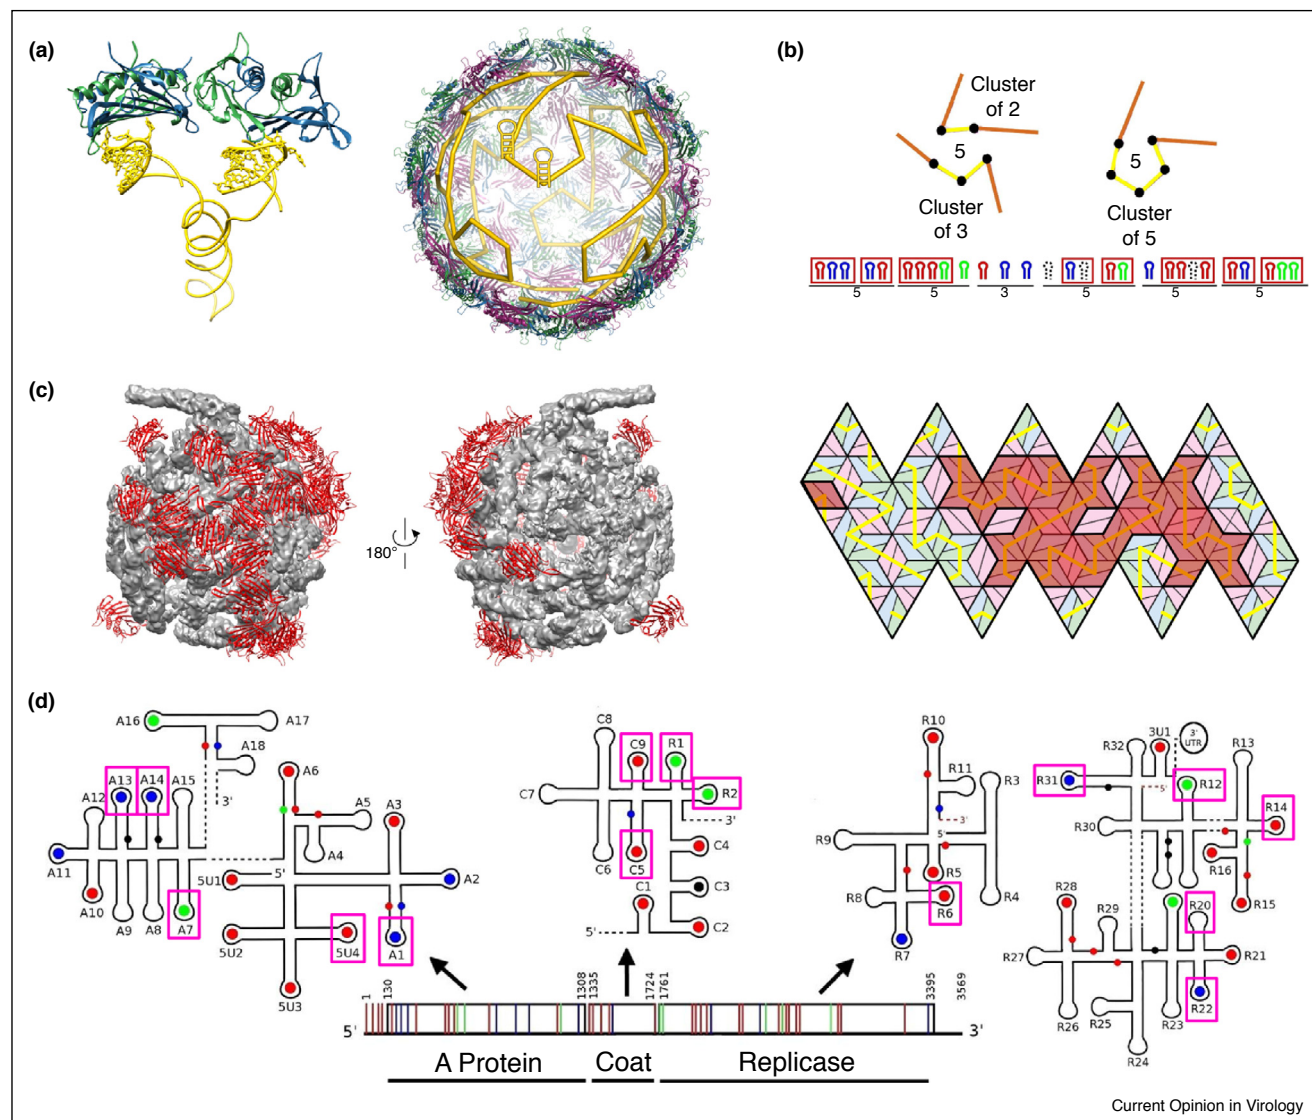 (a)
(b)
Cluster
of 2
5
Cluster
of 3
5
Cluster
of 5
5 5 3 5 5 5
(c)
180°
(d)
A16
A17
A18
3'
A12
A13
A14
A15
A11
A10
A9
A8
A7
A6
A5
A4
A3
5'
5U1
A2
5U2
5U4
A1
5U3
C8
C9
R1
C7
R2
3'
C6
C5
C4
C1
C3
5'
C2
R10
R11
R3
3'
R9
5'
R5
R8
R6
R4
R7
R32
3U1
3'
UTR
R13
R31
5'
R12
R30
R14
R16
R15
R28
R29
R20
R27
R21
R26
R25
R23
R22
R24
1
130
1308
1335
1724
1761
3395
3569
5'
3'
A Protein
Coat
Replicase
Current Opinion in Virology